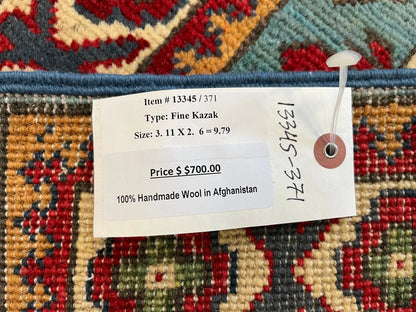 Item # 13345 / 371
Type: Fine Kazak
Size: 3. 11 X 2. 6 = 9.79
Price $ $700.00
100% Handmade Wool in Afghanistan
13345-371